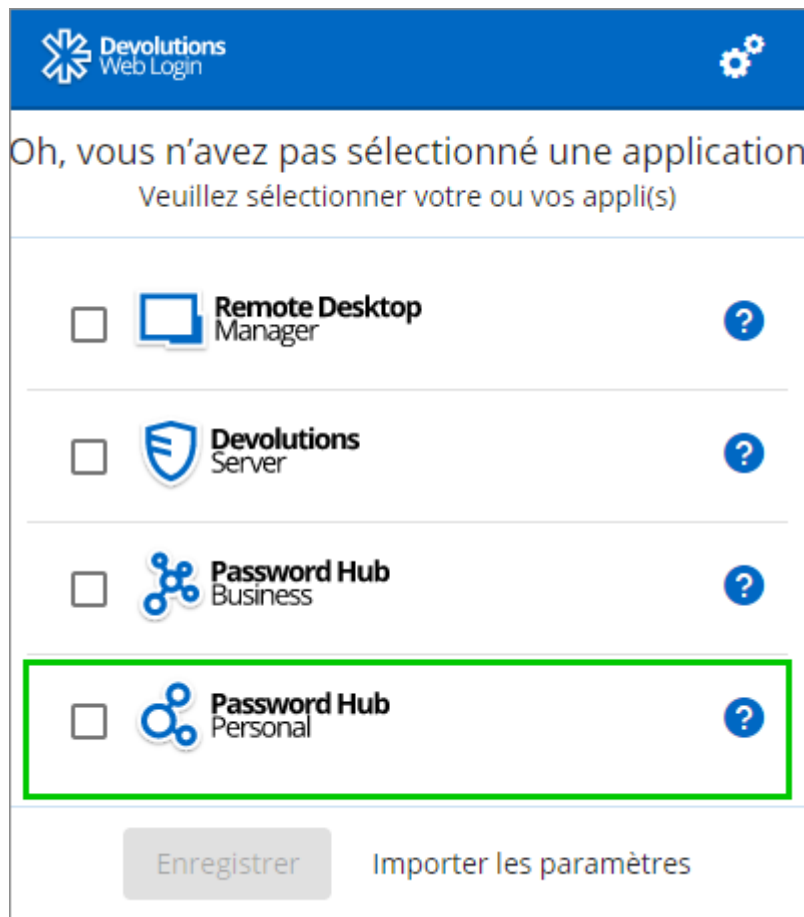 Devolutions
Web Login
Oh, vous n’avez pas sélectionné une application
Veuillez sélectionner votre ou vos appli(s)
Remote Desktop
Manager
?
Devolutions
Server
?
Password Hub
Business
?
Password Hub
Personal
?
Enregistrer Importer les paramètres